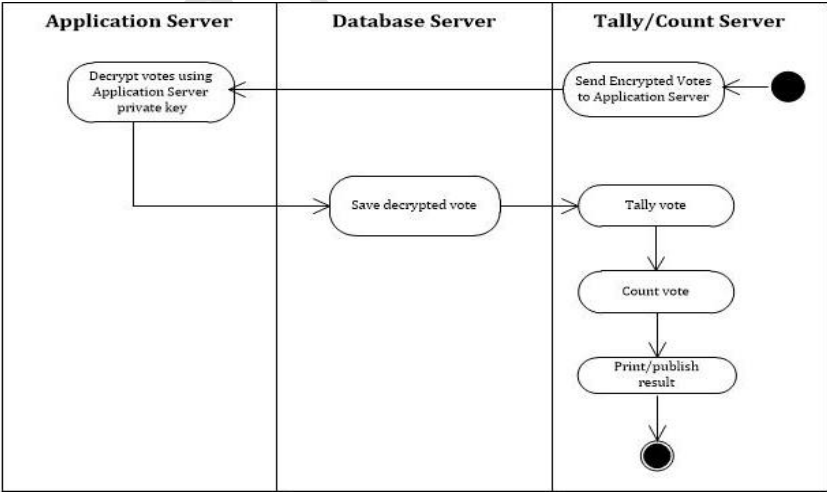 Application Server
Database Server
Tally/Count Server
Decrypt votes using
Application Server
private key
Send Encrypted Votes
to Application Server
Save decrypted vote
Tally vote
Count vote
Print/publish
result